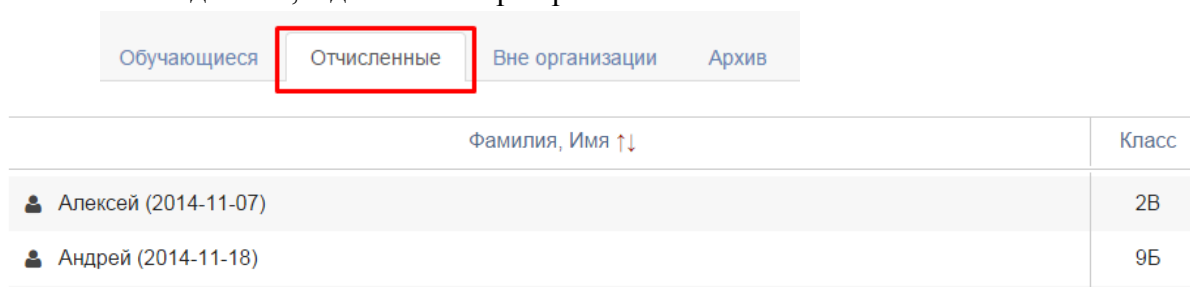 Обучающиеся Отчисленные Вне организации Архив
Фамилия, Имя ↑↓ Класс
Алексей (2014-11-07) 2В
Андрей (2014-11-18) 9Б